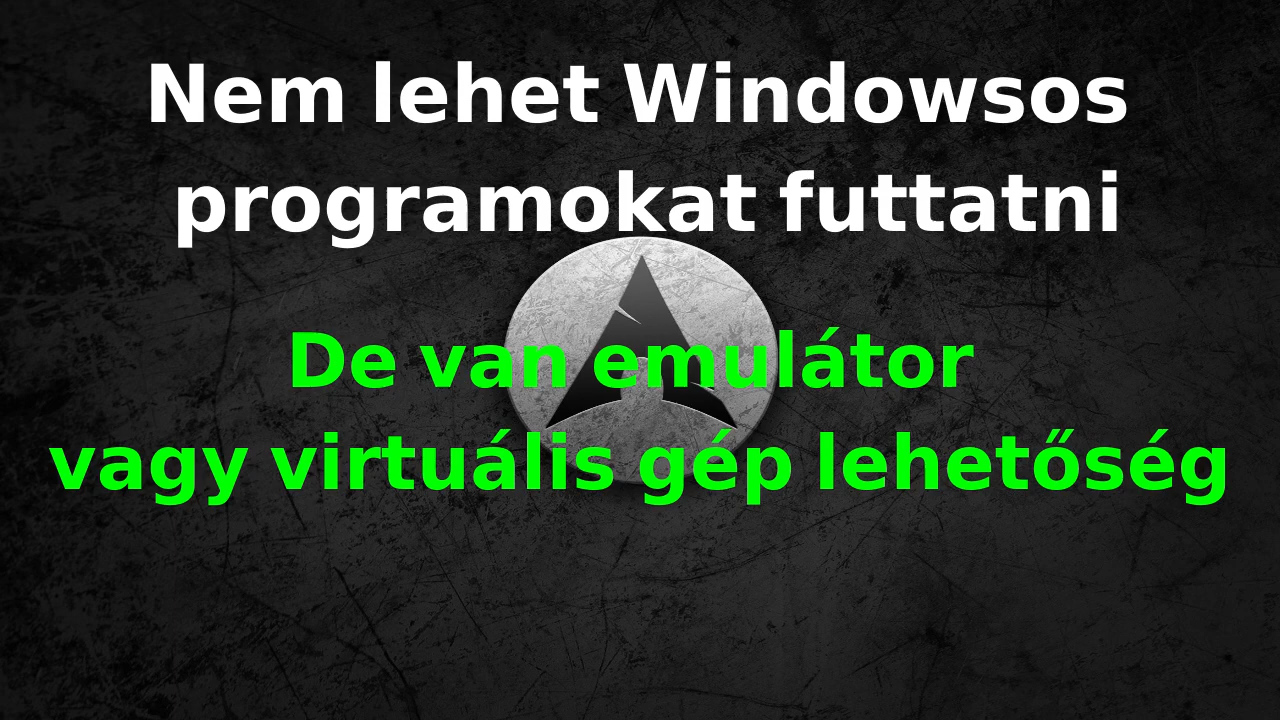 Nem lehet Windowsos
programokat futtatni
De van emulátor
vagy virtuális gép lehetőség